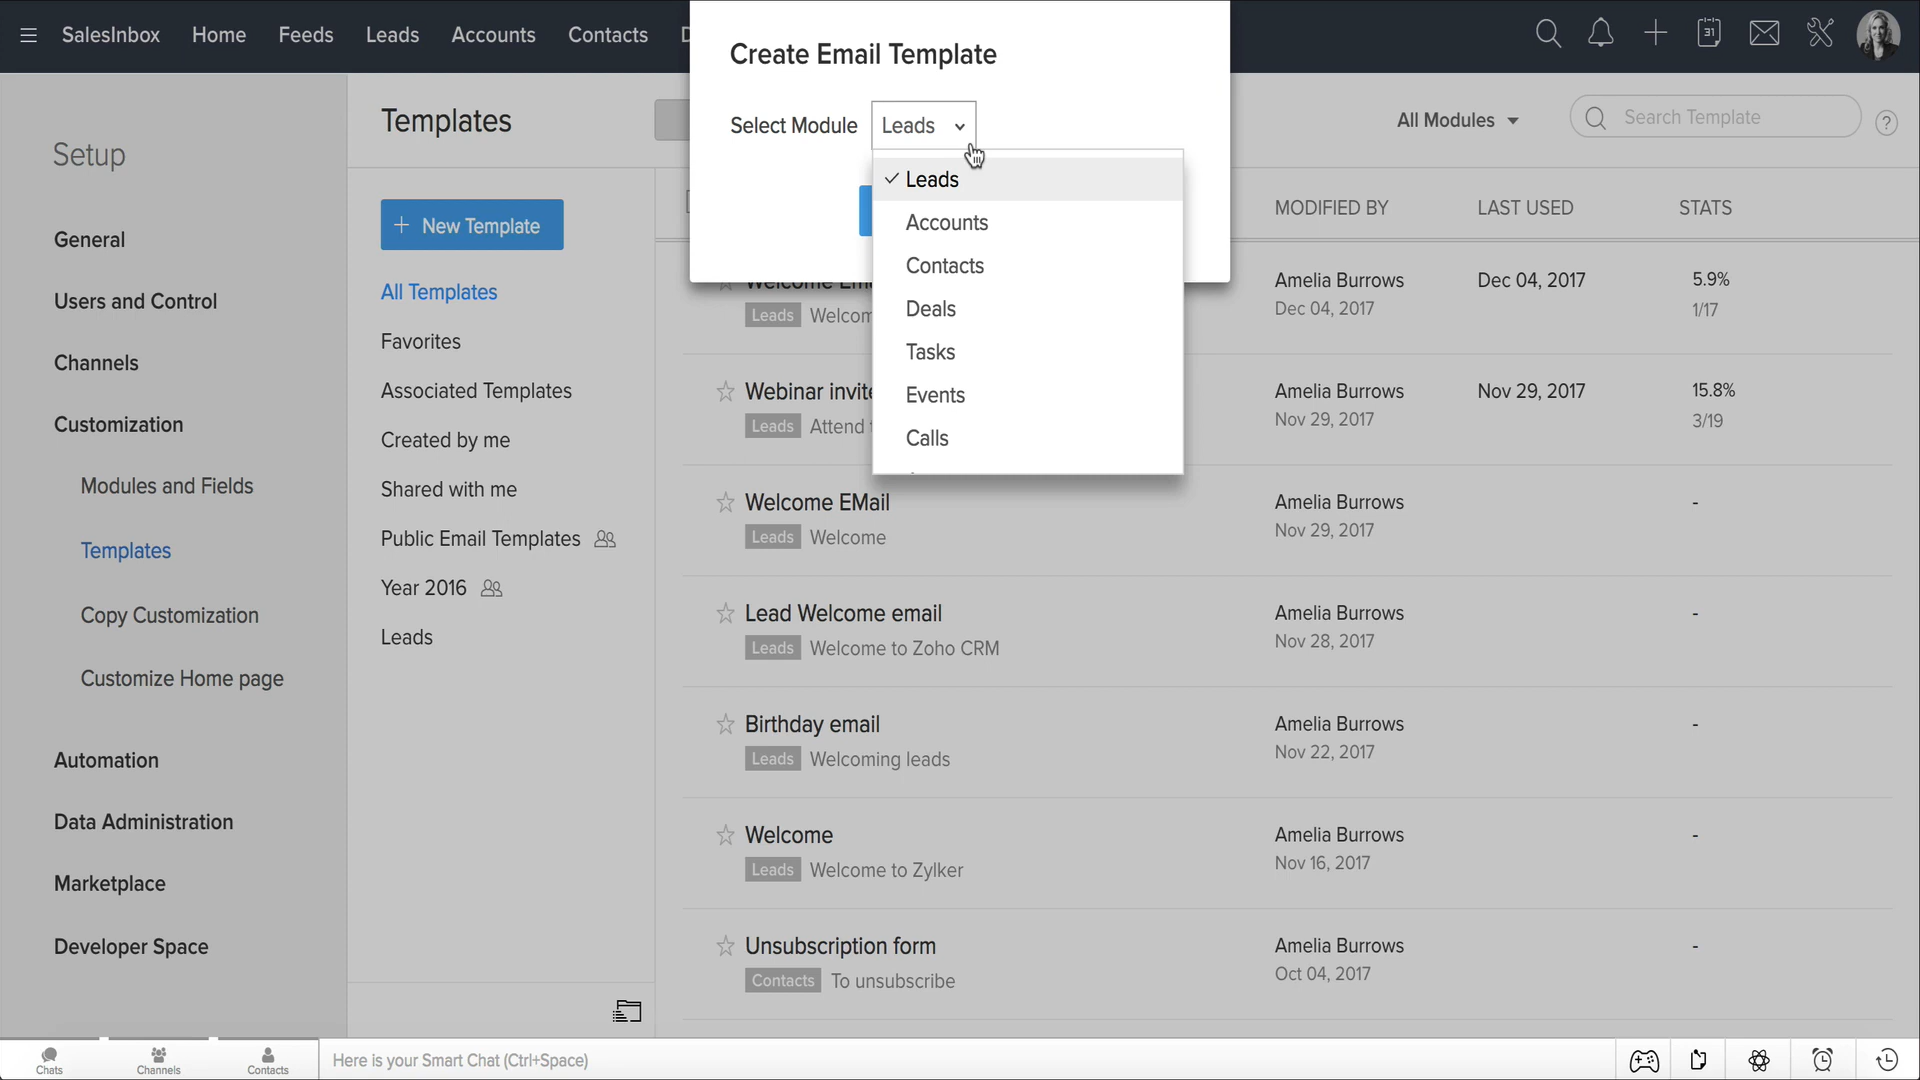 SalesInbox Home Feeds Leads Accounts Contacts
Create Email Template
Select Module Leads
Leads
Accounts
Contacts
Deals
Tasks
Events
Calls
Setup
General
Users and Control
Channels
Customization
Modules and Fields
Templates
Copy Customization
Customize Home page
Automation
Data Administration
Marketplace
Developer Space
Templates
+ New Template
All Templates
Favorites
Associated Templates
Created by me
Shared with me
Public Email Templates
Year 2016
Leads
All Modules
Search Template
?
31
MODIFIED BY LAST USED STATS
Welcome
Amelia Burrows Dec 04, 2017 5.9%
Leads Dec 04, 2017 1/17
Webinar Amelia Burrows Nov 29, 2017 15.8%
Leads Attend Nov 29, 2017 3/19
Welcome EMail Amelia Burrows -
Leads Welcome Nov 29, 2017
Lead Welcome email Amelia Burrows -
Leads Welcome to Zoho CRM Nov 28, 2017
Birthday email Amelia Burrows -
Leads Welcoming leads Nov 22, 2017
Welcome Amelia Burrows -
Leads Welcome to Zylker Nov 16, 2017
Unsubscription form Amelia Burrows -
Contacts To unsubscribe Oct 04, 2017
Chats Channels Contacts
Here is your Smart Chat (Ctrl+Space)